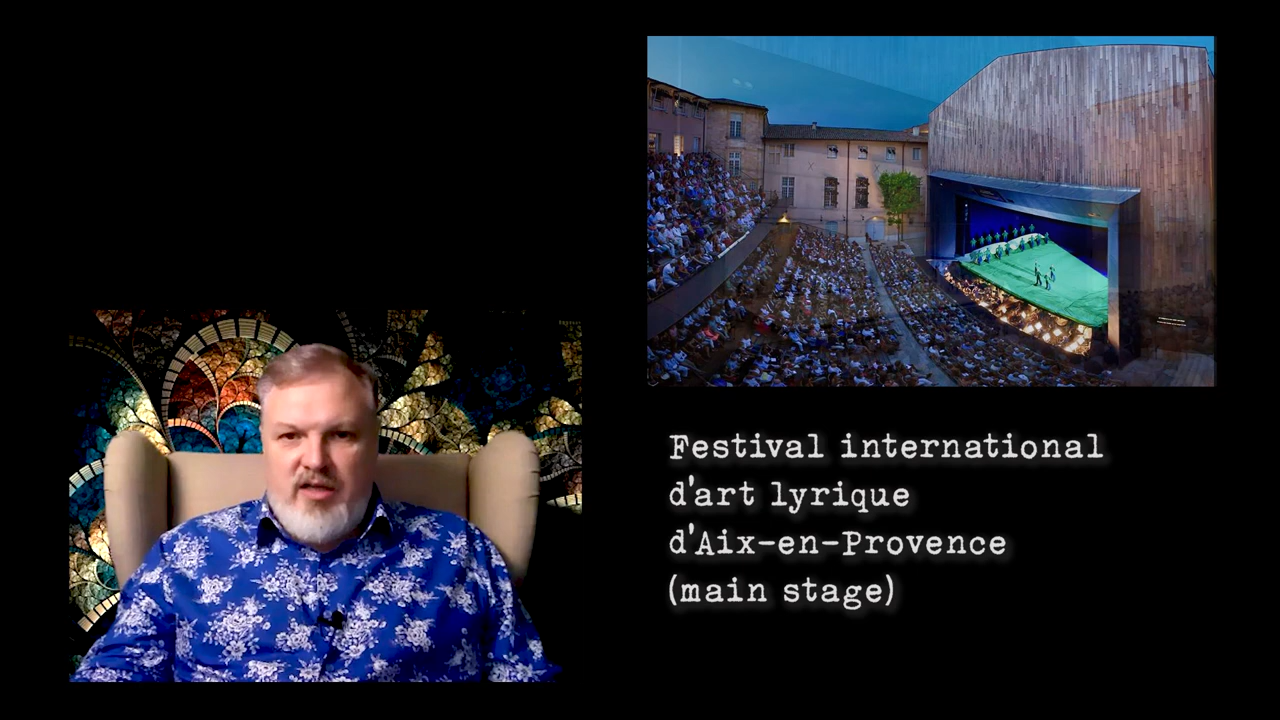 Festival international
d'art lyrique
d'Aix-en-Provence
(main stage)